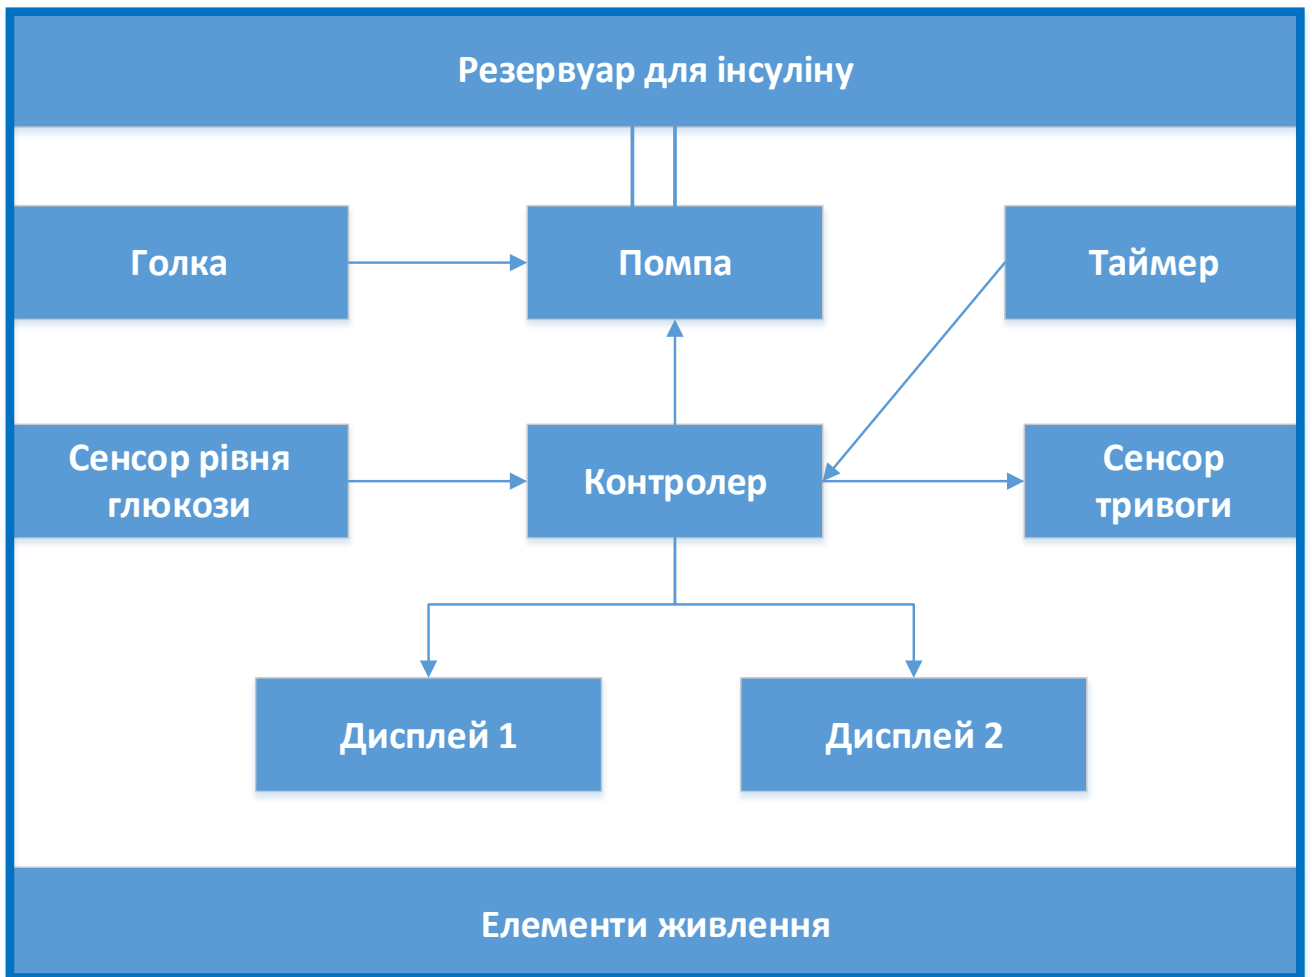 Резервуар для інсуліну
Голка
Помпа
Таймер
Сенсор рівня
глюкози
Контролер
Сенсор
тривоги
Дисплей 1
Дисплей 2
Елементи живлення